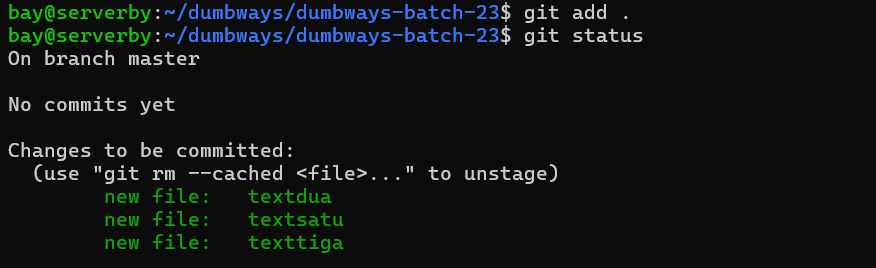 bay@serverby:~/dumbways/dumbways-batch-23$ git add .
bay@serverby:~/dumbways/dumbways-batch-23$ git status
On branch master
No commits yet
Changes to be committed:
(use "git rm --cached <file>..." to unstage)
new file: textdua
new file: textsatu
new file: texttiga